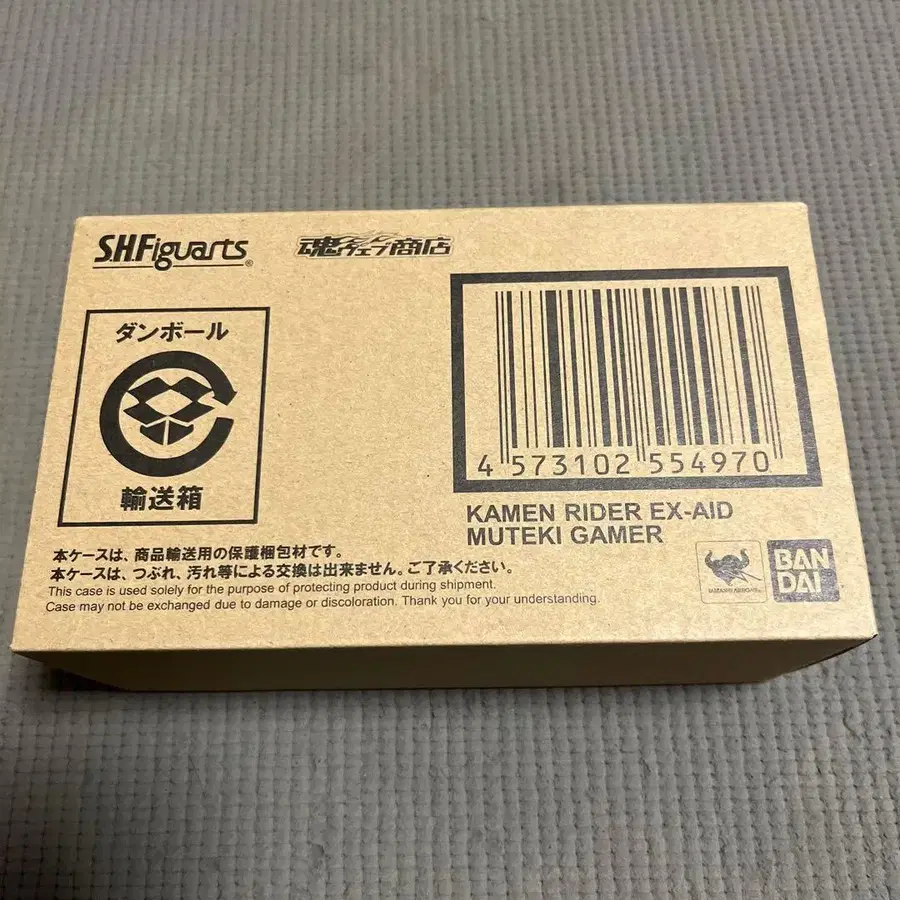 S.H.Figuarts®
魂ウェブ商店
ダンボール
輸送箱
4 573102 554970
KAMEN RIDER EX-AID
MUTEKI GAMER
本ケースは、商品輸送用の保護梱包材です。
本ケースは、つぶれ、汚れ等による交換は出来ません。ご了承ください。
This case is used solely for the purpose of protecting product during shipment.
Case may not be exchanged due to damage or discoloration. Thank you for your understanding.
BAN
DAI